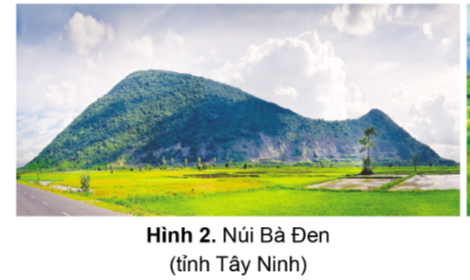 Hình 2. Núi Bà Đen
(tỉnh Tây Ninh)